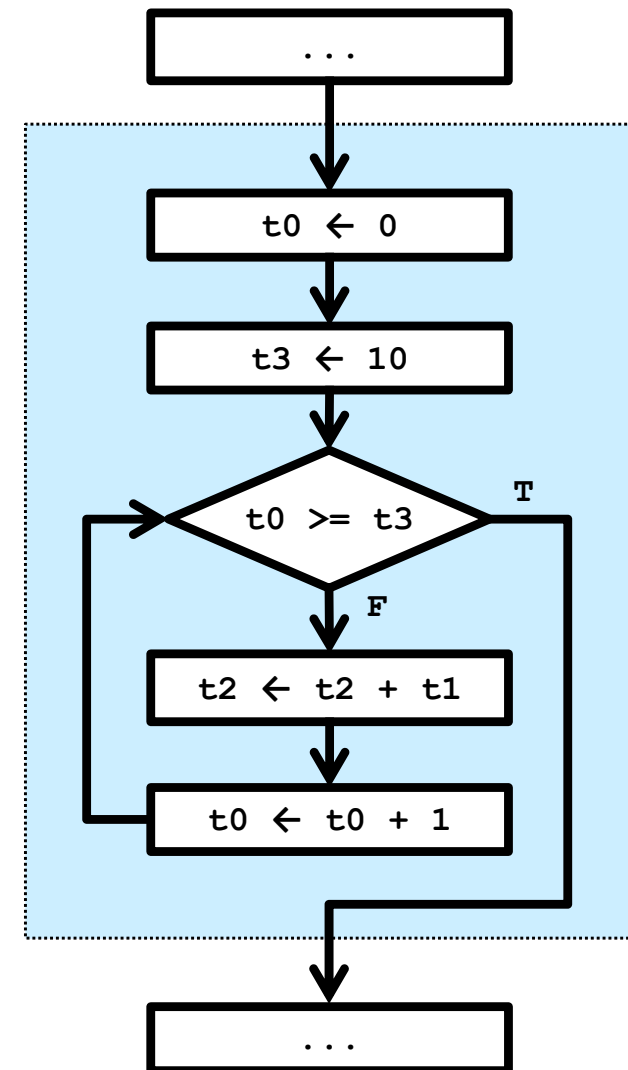 ...
t0 ← 0
t3 ← 10
t0 >= t3
T
F
t2 ← t2 + t1
t0 ← t0 + 1
...